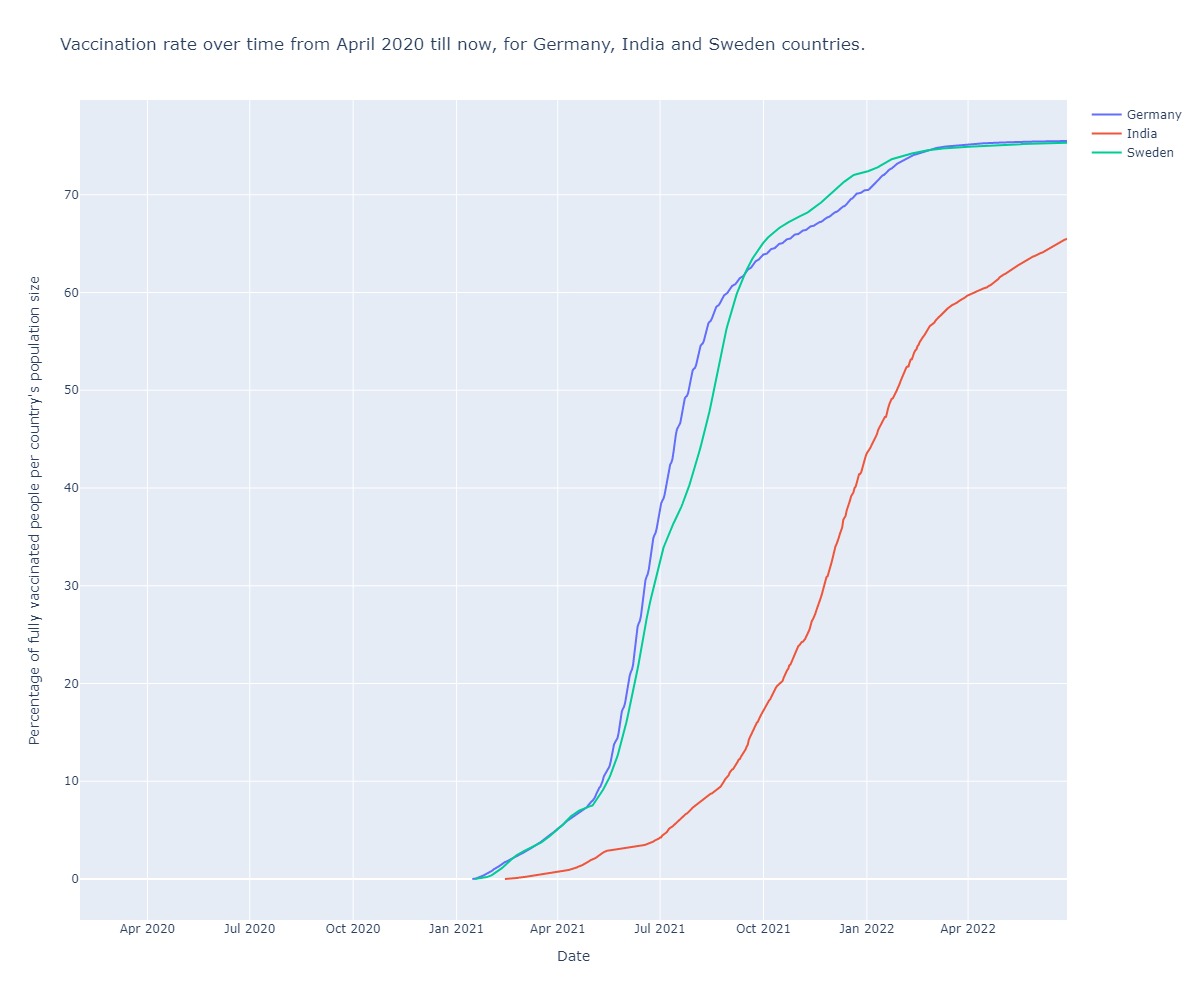 Vaccination rate over time from April 2020 till now, for Germany, India and Sweden countries.
Germany
India
Sweden
Percentage of fully vaccinated people per country's population size
70
60
50
40
30
20
10
0
Apr 2020
Jul 2020
Oct 2020
Jan 2021
Apr 2021
Jul 2021
Oct 2021
Jan 2022
Apr 2022
Date